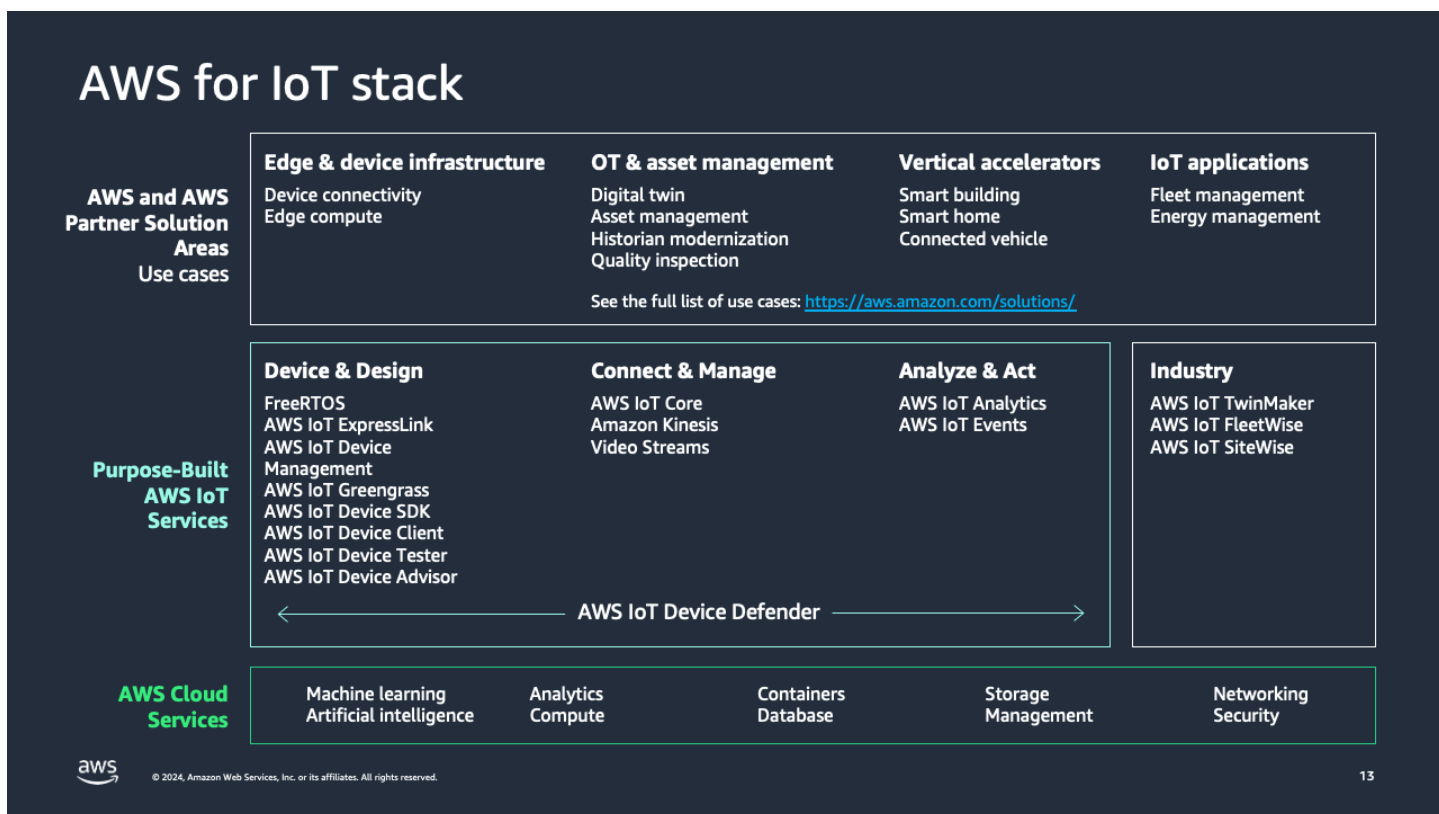 AWS for IoT stack
AWS and AWS
Partner Solution
Areas
Use cases
Edge & device infrastructure
Device connectivity
Edge compute
OT & asset management
Digital twin
Asset management
Historian modernization
Quality inspection
Vertical accelerators
Smart building
Smart home
Connected vehicle
IoT applications
Fleet management
Energy management
See the full list of use cases: https://aws.amazon.com/solutions/
Purpose-Built
AWS IoT
Services
Device & Design
FreeRTOS
AWS IoT ExpressLink
AWS IoT Device
Management
AWS IoT Greengrass
AWS IoT Device SDK
AWS IoT Device Client
AWS IoT Device Tester
AWS IoT Device Advisor
Connect & Manage
AWS IoT Core
Amazon Kinesis
Video Streams
Analyze & Act
AWS IoT Analytics
AWS IoT Events
AWS IoT Device Defender
Industry
AWS IoT TwinMaker
AWS IoT FleetWise
AWS IoT SiteWise
AWS Cloud
Services
Machine learning
Artificial intelligence
Analytics
Compute
Containers
Database
Storage
Management
Networking
Security
aws
© 2024, Amazon Web Services, Inc. or its affiliates. All rights reserved.
13